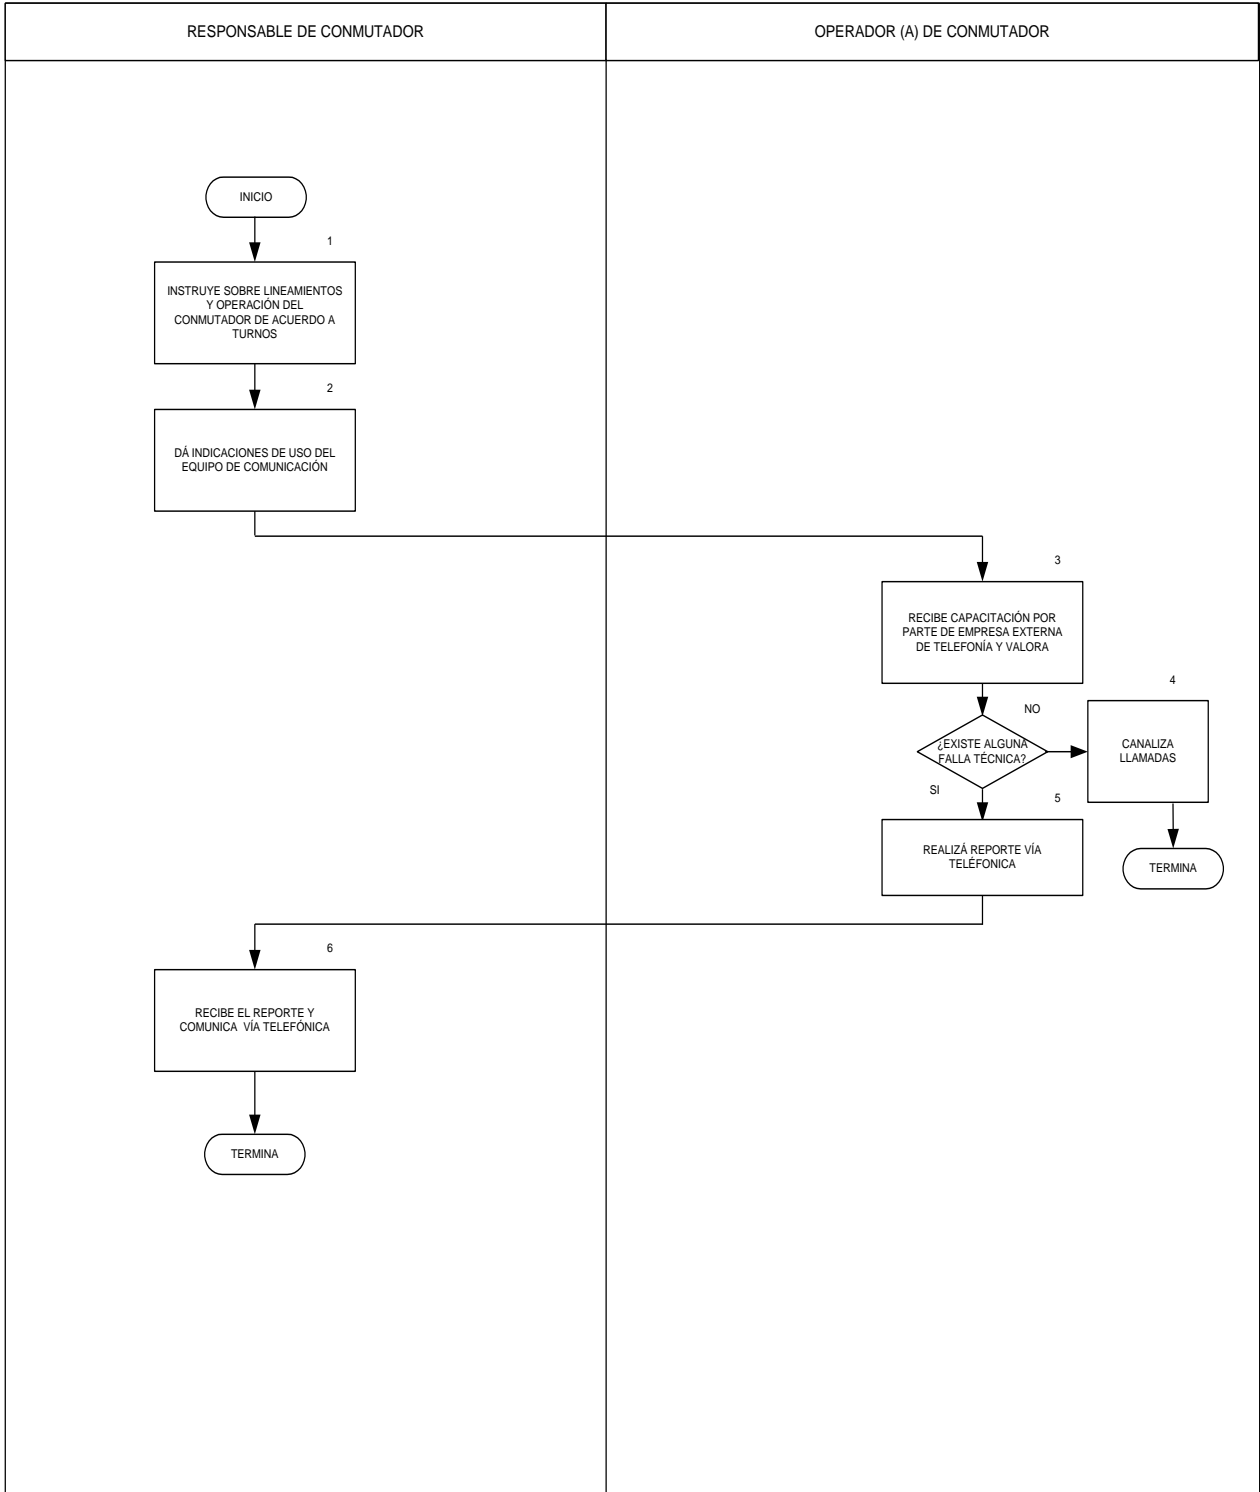 RESPONSABLE DE CONMUTADOR
OPERADOR (A) DE CONMUTADOR
INICIO
1
INSTRUYE SOBRE LINEAMIENTOS
Y OPERACIÓN DEL
CONMUTADOR DE ACUERDO A
TURNOS
2
DÁ INDICACIONES DE USO DEL
EQUIPO DE COMUNICACIÓN
3
RECIBE CAPACITACIÓN POR
PARTE DE EMPRESA EXTERNA
DE TELEFONÍA Y VALORA
¿EXISTE ALGUNA
FALLA TÉCNICA?
NO
4
CANALIZA
LLAMADAS
TERMINA
SI
5
REALIZÁ REPORTE VÍA
TELÉFONICA
6
RECIBE EL REPORTE Y
COMUNICA VÍA TELEFÓNICA
TERMINA